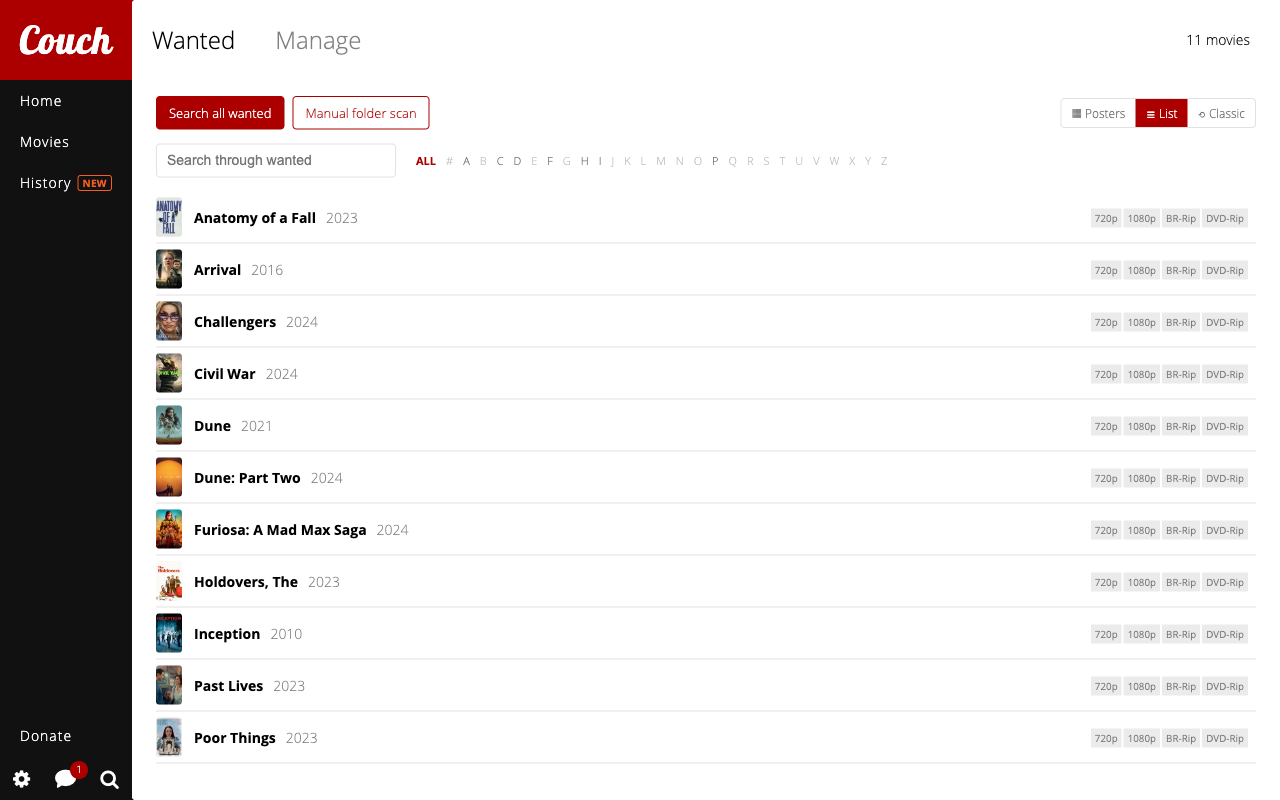 Couch
Wanted Manage
11 movies
Home
Movies
History NEW
Search all wanted Manual folder scan
Posters List Classic
Search through wanted
ALL # A B C D E F G H I J K L M N O P Q R S T U V W X Y Z
ANATOMY OF A FALL
Anatomy of a Fall 2023 720p 1080p BR-Rip DVD-Rip
Arrival 2016 720p 1080p BR-Rip DVD-Rip
Challengers 2024 720p 1080p BR-Rip DVD-Rip
Civil War 2024 720p 1080p BR-Rip DVD-Rip
Dune 2021 720p 1080p BR-Rip DVD-Rip
Dune: Part Two 2024 720p 1080p BR-Rip DVD-Rip
Furiosa: A Mad Max Saga 2024 720p 1080p BR-Rip DVD-Rip
The Holdovers
Holdovers, The 2023 720p 1080p BR-Rip DVD-Rip
INCEPTION
Inception 2010 720p 1080p BR-Rip DVD-Rip
Past Lives 2023 720p 1080p BR-Rip DVD-Rip
Poor Things 2023 720p 1080p BR-Rip DVD-Rip
Donate
1